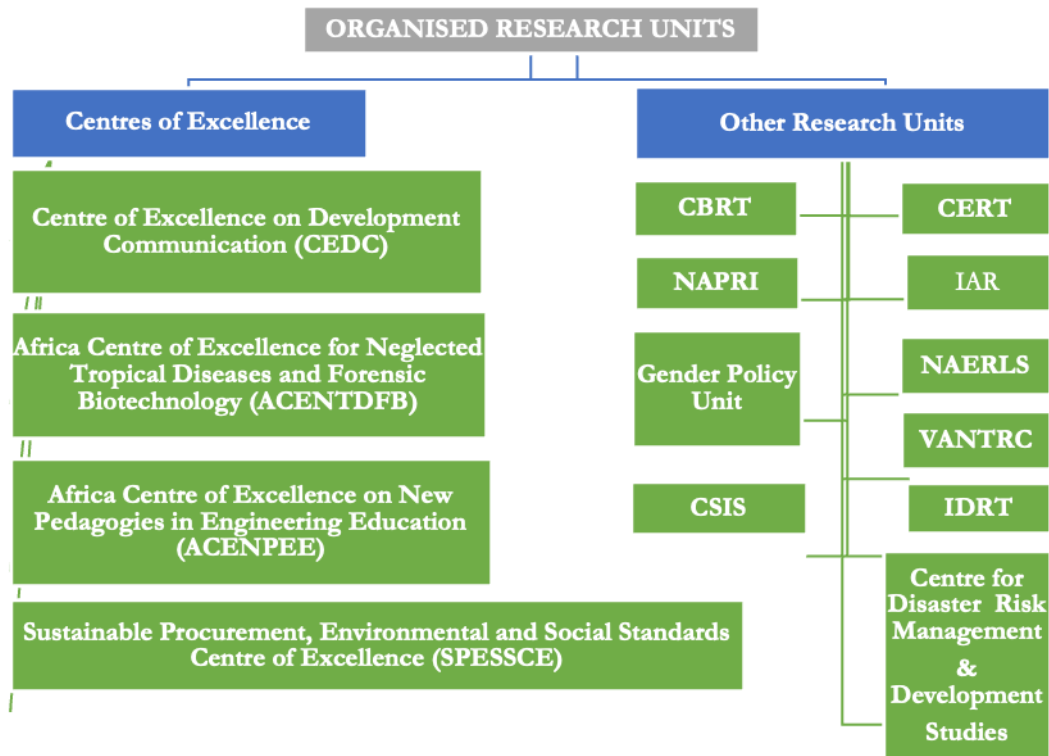 ORGANISED RESEARCH UNITS
Centres of Excellence
Centre of Excellence on Development
Communication (CEDC)
Africa Centre of Excellence for Neglected
Tropical Diseases and Forensic
Biotechnology (ACENTDFB)
Africa Centre of Excellence on New
Pedagogies in Engineering Education
(ACENPEE)
Sustainable Procurement, Environmental and Social Standards
Centre of Excellence (SPESSCE)
Other Research Units
CBRT
CERT
NAPRI
IAR
Gender Policy
Unit
NAERLS
VANTRC
CSIS
IDRT
Centre for
Disaster Risk
Management
&
Development
Studies